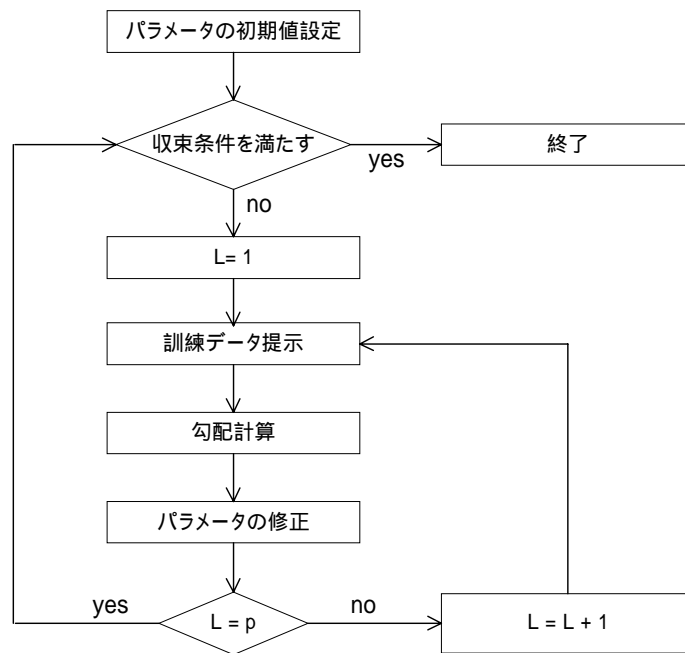 パラメータの初期値設定
収束条件を満たす
yes
終了
no
L= 1
訓練データ提示
勾配計算
パラメータの修正
yes
L = p
no
L = L + 1